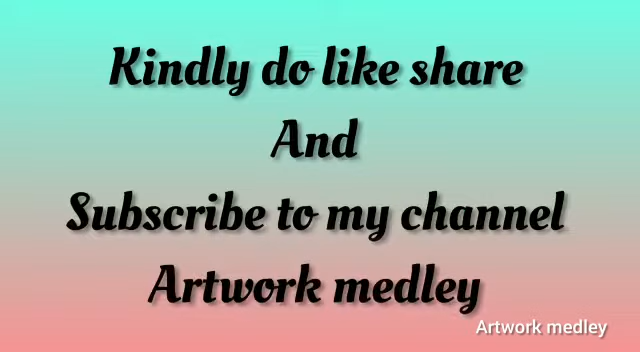 Kindly do like share
And
Subscribe to my channel
Artwork medley
Artwork medley